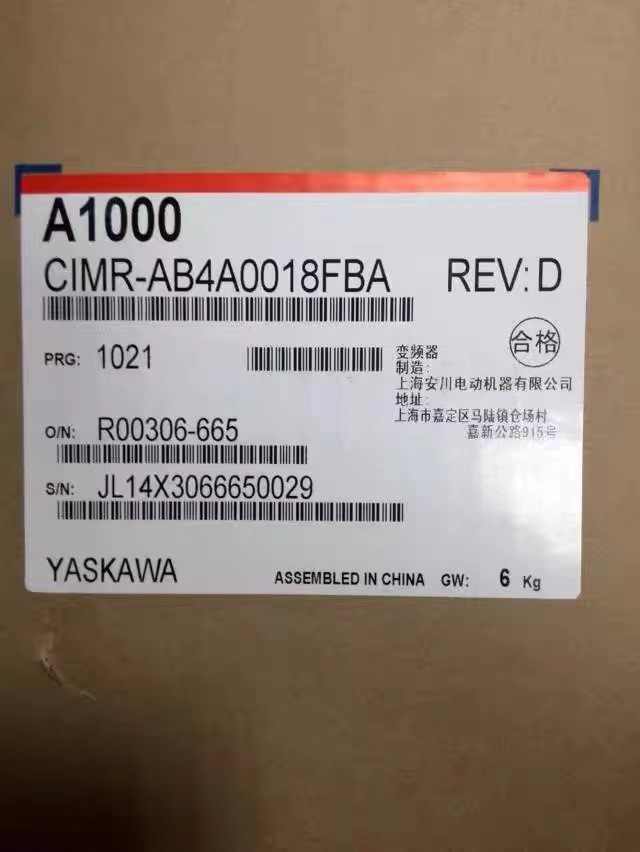 A1000
CIMR-AB4A0018FBA REV: D
PRG: 1021
合格
变频器
制造:
上海安川电动机器有限公司
地址:
上海市嘉定区马陆镇仓场村
嘉新公路915号
O/N: R00306-665
S/N: JL14X3066650029
YASKAWA ASSEMBLED IN CHINA GW: 6 Kg